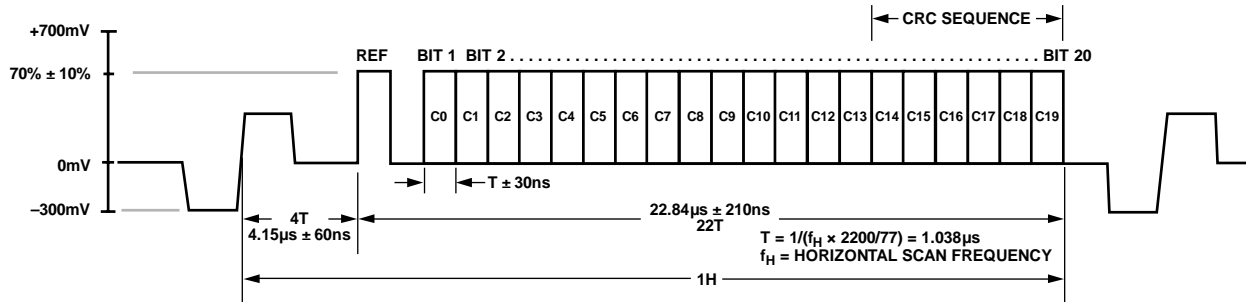 CRC SEQUENCE
+700mV
REF
BIT 1 BIT 2 . . . . . . . . . . . . . . . . . . . . . . . . . . . . . . . . . . . . . . . . . . . . . . . . . . . . . . . . . . . . . . . . . . . . BIT 20
70% ± 10%
C0 C1 C2 C3 C4 C5 C6 C7 C8 C9 C10 C11 C12 C13 C14 C15 C16 C17 C18 C19
0mV
T ± 30ns
–300mV
4T
4.15µs ± 60ns
22.84µs ± 210ns
22T
T = 1/(fH × 2200/77) = 1.038µs
fH = HORIZONTAL SCAN FREQUENCY
1H